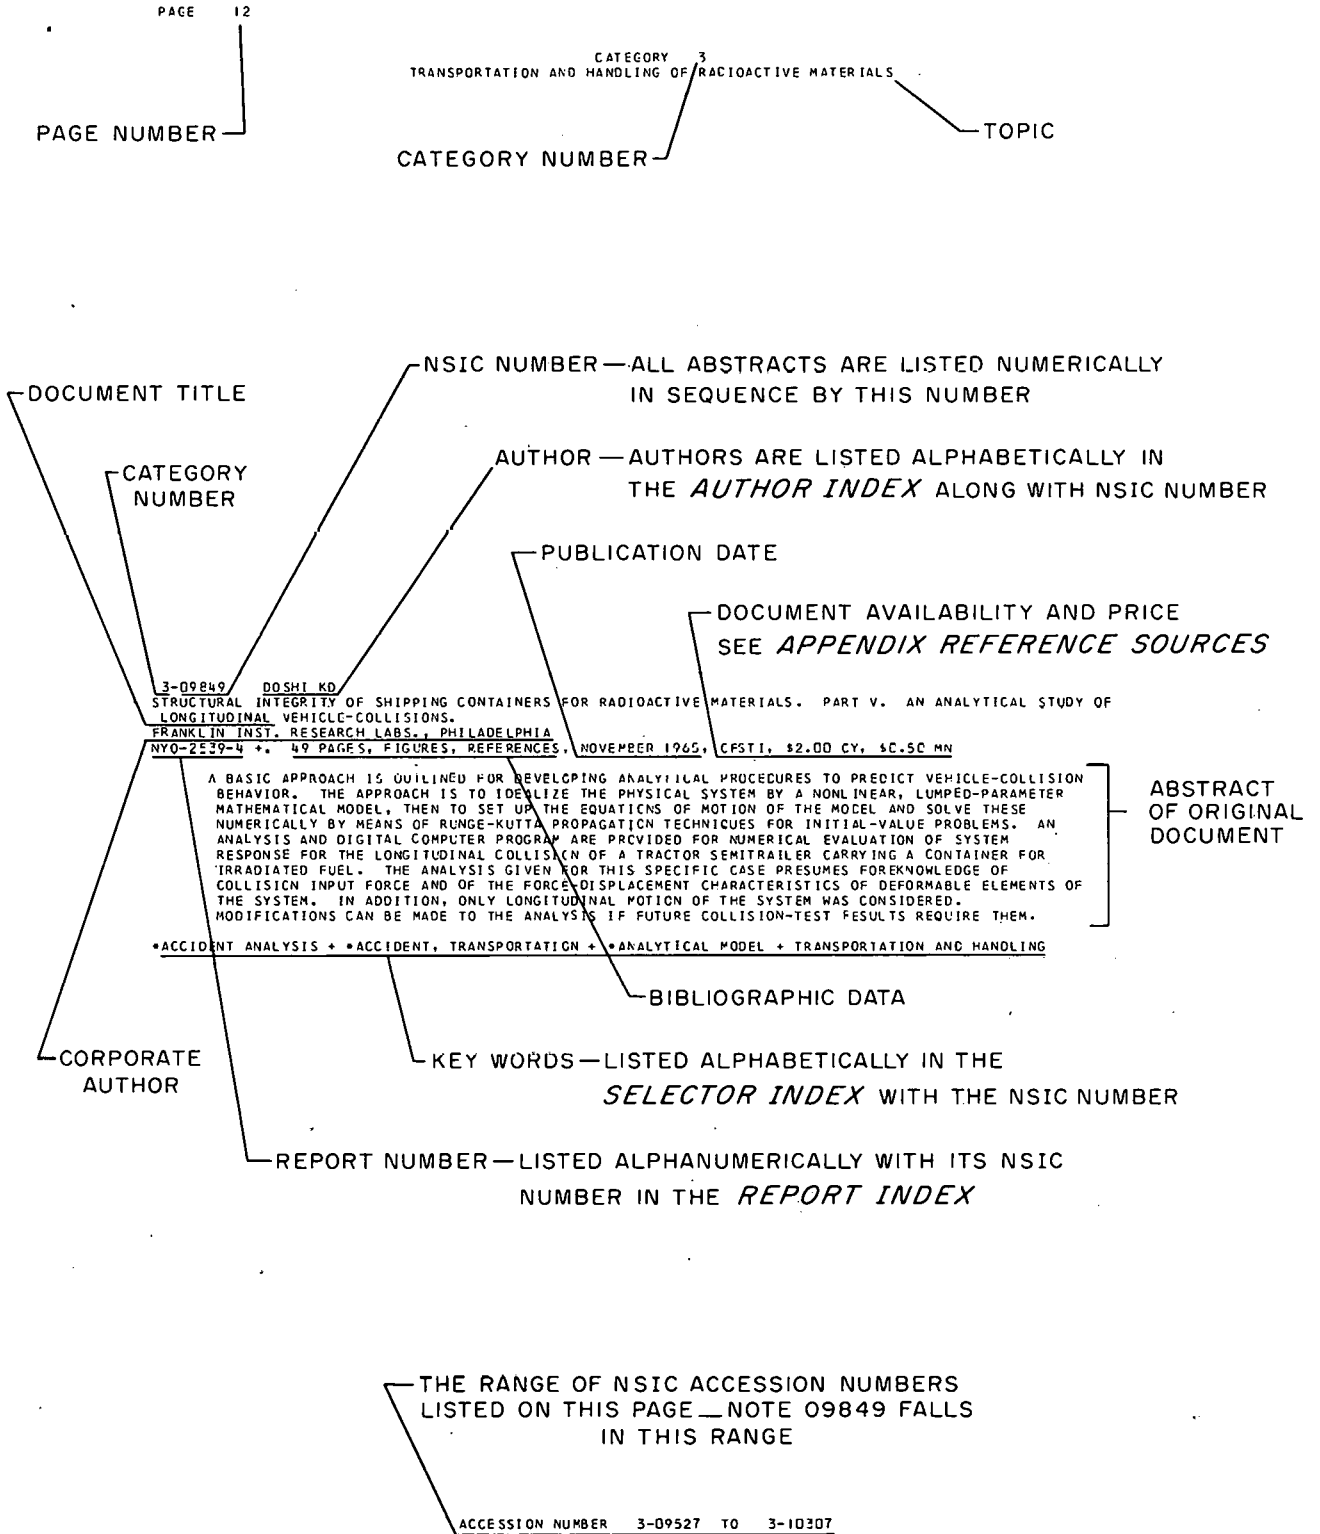 PAGE 12
CATEGORY 3
TRANSPORTATION AND HANDLING OF RACIOACTIVE MATERIALS
PAGE NUMBER
TOPIC
CATEGORY NUMBER
NSIC NUMBER — ALL ABSTRACTS ARE LISTED NUMERICALLY
IN SEQUENCE BY THIS NUMBER
DOCUMENT TITLE
AUTHOR — AUTHORS ARE LISTED ALPHABETICALLY IN
THE AUTHOR INDEX ALONG WITH NSIC NUMBER
CATEGORY
NUMBER
PUBLICATION DATE
DOCUMENT AVAILABILITY AND PRICE
SEE APPENDIX REFERENCE SOURCES
3-09849 DOSHI KD
STRUCTURAL INTEGRITY OF SHIPPING CONTAINERS FOR RADIOACTIVE MATERIALS. PART V. AN ANALYTICAL STUDY OF
LONGITUDINAL VEHICLE-COLLISIONS.
FRANKLIN INST. RESEARCH LABS., PHILADELPHIA
NYO-2539-4 +. 49 PAGES, FIGURES, REFERENCES, NOVEMBER 1965, CFSTI, $2.00 CY, $0.50 MN
A BASIC APPROACH IS OUTLINED FOR DEVELOPING ANALYTICAL PROCEDURES TO PREDICT VEHICLE-COLLISION
BEHAVIOR. THE APPROACH IS TO IDEALIZE THE PHYSICAL SYSTEM BY A NONLINEAR, LUMPED-PARAMETER
MATHEMATICAL MODEL, THEN TO SET UP THE EQUATICNS OF MOTION OF THE MOCEL AND SOLVE THESE
NUMERICALLY BY MEANS OF RUNGE-KUTTA PROPAGATICN TECHNIQUES FOR INITIAL-VALUE PROBLEMS. AN
ANALYSIS AND DIGITAL COMPUTER PROGRAM ARE PRCVIDED FOR NUMERICAL EVALUATION OF SYSTEM
RESPONSE FOR THE LONGITUDINAL COLLISICN OF A TRACTOR SEMITRAILER CARRYING A CONTAINER FOR
IRRADIATED FUEL. THE ANALYSIS GIVEN FOR THIS SPECIFIC CASE PRESUMES FOREKNOWLEDGE OF
COLLISICN INPUT FORCE AND OF THE FORCE-DISPLACEMENT CHARACTERISTICS OF DEFORMABLE ELEMENTS OF
THE SYSTEM. IN ADDITION, ONLY LONGITUDINAL MOTICN OF THE SYSTEM WAS CONSIDERED.
MODIFICATIONS CAN BE MADE TO THE ANALYSIS IF FUTURE COLLISION-TEST RESULTS REQUIRE THEM.
ABSTRACT
OF ORIGINAL
DOCUMENT
*ACCIDENT ANALYSIS + *ACCIDENT, TRANSPORTATION + *ANALYTICAL MODEL + TRANSPORTATION AND HANDLING
BIBLIOGRAPHIC DATA
CORPORATE
AUTHOR
KEY WORDS — LISTED ALPHABETICALLY IN THE
SELECTOR INDEX WITH THE NSIC NUMBER
REPORT NUMBER — LISTED ALPHANUMERICALLY WITH ITS NSIC
NUMBER IN THE REPORT INDEX
THE RANGE OF NSIC ACCESSION NUMBERS
LISTED ON THIS PAGE — NOTE 09849 FALLS
IN THIS RANGE
ACCESSION NUMBER 3-09527 TO 3-10307